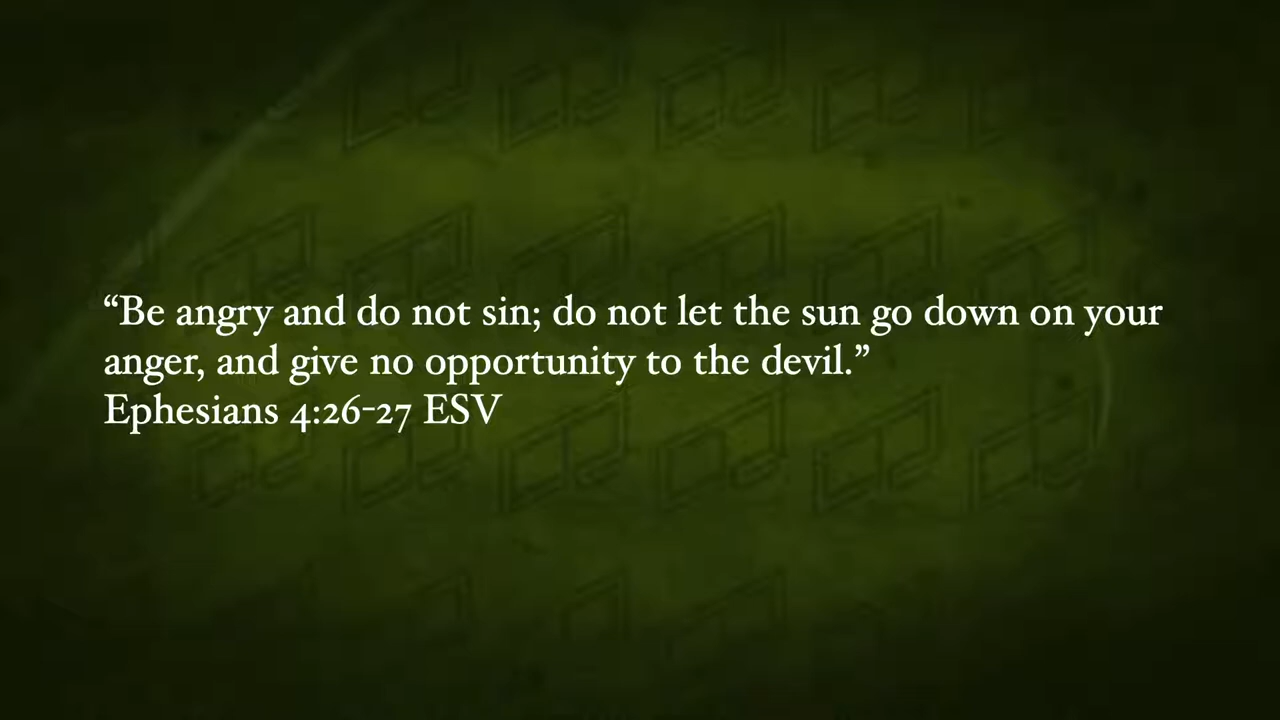 “Be angry and do not sin; do not let the sun go down on your
anger, and give no opportunity to the devil.”
Ephesians 4:26-27 ESV